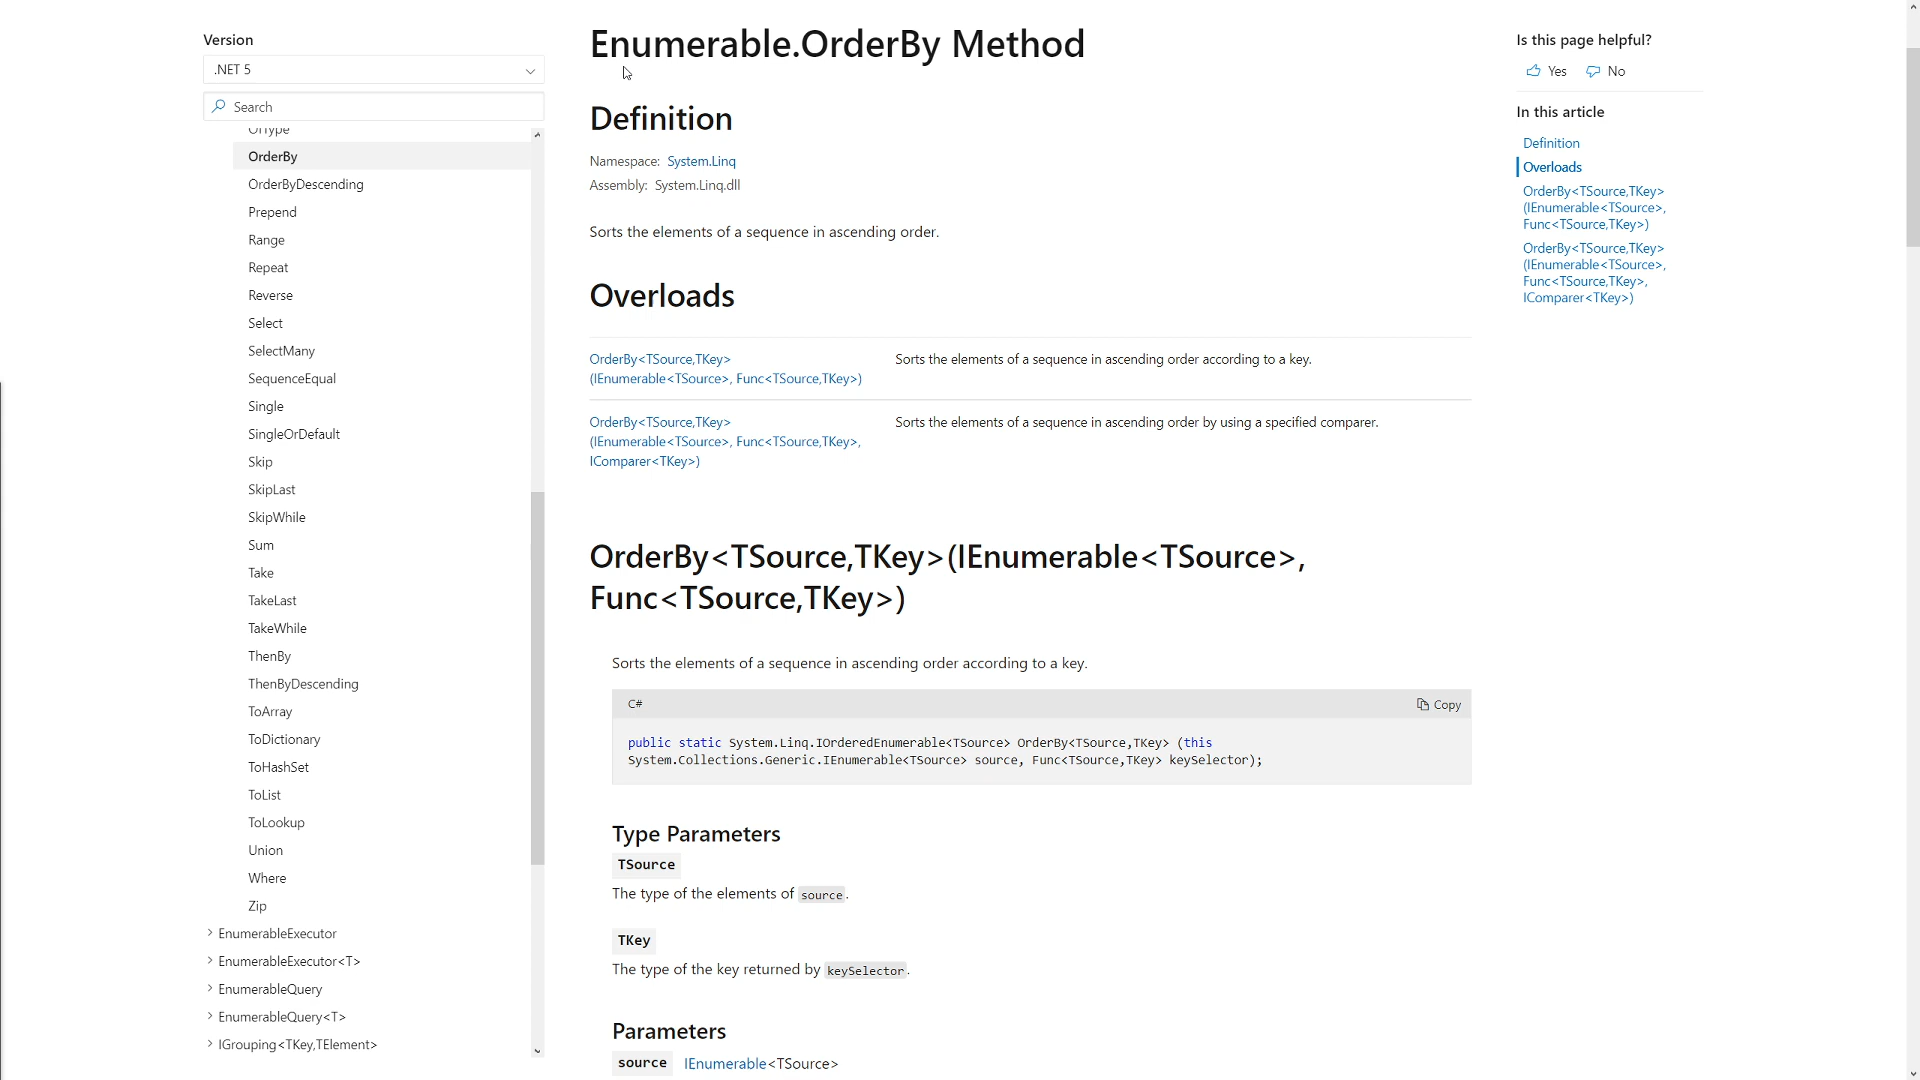 Version
.NET 5
Search
OfType
OrderBy
OrderByDescending
Prepend
Range
Repeat
Reverse
Select
SelectMany
SequenceEqual
Single
SingleOrDefault
Skip
SkipLast
SkipWhile
Sum
Take
TakeLast
TakeWhile
ThenBy
ThenByDescending
ToArray
ToDictionary
ToHashSet
ToList
ToLookup
Union
Where
Zip
EnumerableExecutor
EnumerableExecutor<T>
EnumerableQuery
EnumerableQuery<T>
IGrouping<TKey,TElement>
Enumerable.OrderBy Method
Definition
Namespace: System.Linq
Assembly: System.Linq.dll
Sorts the elements of a sequence in ascending order.
Overloads
OrderBy<TSource,TKey>
(IEnumerable<TSource>, Func<TSource,TKey>)
Sorts the elements of a sequence in ascending order according to a key.
OrderBy<TSource,TKey>
(IEnumerable<TSource>, Func<TSource,TKey>,
IComparer<TKey>)
Sorts the elements of a sequence in ascending order by using a specified comparer.
OrderBy<TSource,TKey>(IEnumerable<TSource>,
Func<TSource,TKey>)
Sorts the elements of a sequence in ascending order according to a key.
C#
Copy
public static System.Linq.IOrderedEnumerable<TSource> OrderBy<TSource,TKey> (this
System.Collections.Generic.IEnumerable<TSource> source, Func<TSource,TKey> keySelector);
Type Parameters
TSource
The type of the elements of source.
TKey
The type of the key returned by keySelector.
Parameters
source IEnumerable<TSource>
Is this page helpful?
Yes No
In this article
Definition
Overloads
OrderBy<TSource,TKey>
(IEnumerable<TSource>,
Func<TSource,TKey>)
OrderBy<TSource,TKey>
(IEnumerable<TSource>,
Func<TSource,TKey>,
IComparer<TKey>)